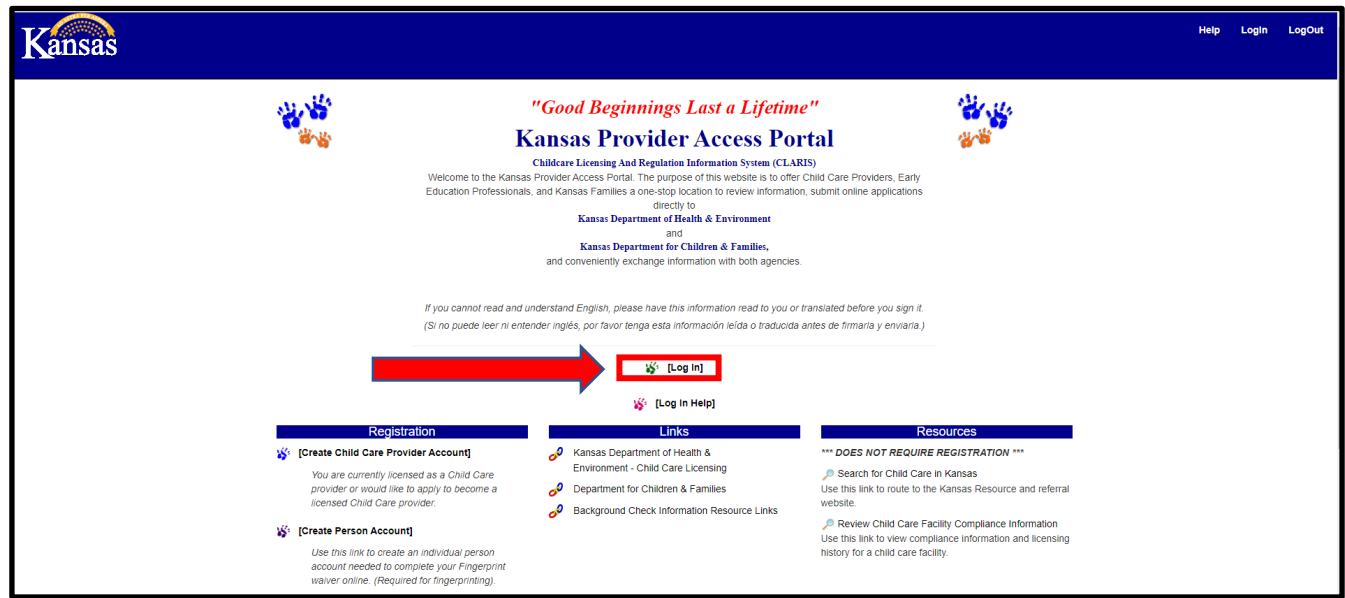 Kansas
Help LogIn LogOut
"Good Beginnings Last a Lifetime"
Kansas Provider Access Portal
Childcare Licensing And Regulation Information System (CLARIS)
Welcome to the Kansas Provider Access Portal. The purpose of this website is to offer Child Care Providers, Early
Education Professionals, and Kansas Families a one-stop location to review information, submit online applications
directly to
Kansas Department of Health & Environment
and
Kansas Department for Children & Families,
and conveniently exchange information with both agencies.
If you cannot read and understand English, please have this information read to you or translated before you sign it.
(Si no puede leer ni entender inglés, por favor tenga esta información leída o traducida antes de firmarla y enviarla.)
[Log In]
[Log In Help]
Registration
[Create Child Care Provider Account]
You are currently licensed as a Child Care
provider or would like to apply to become a
licensed Child Care provider.
[Create Person Account]
Use this link to create an individual person
account needed to complete your Fingerprint
waiver online. (Required for fingerprinting).
Links
Kansas Department of Health &
Environment - Child Care Licensing
Department for Children & Families
Background Check Information Resource Links
Resources
*** DOES NOT REQUIRE REGISTRATION ***
Search for Child Care in Kansas
Use this link to route to the Kansas Resource and referral
website.
Review Child Care Facility Compliance Information
Use this link to view compliance information and licensing
history for a child care facility.